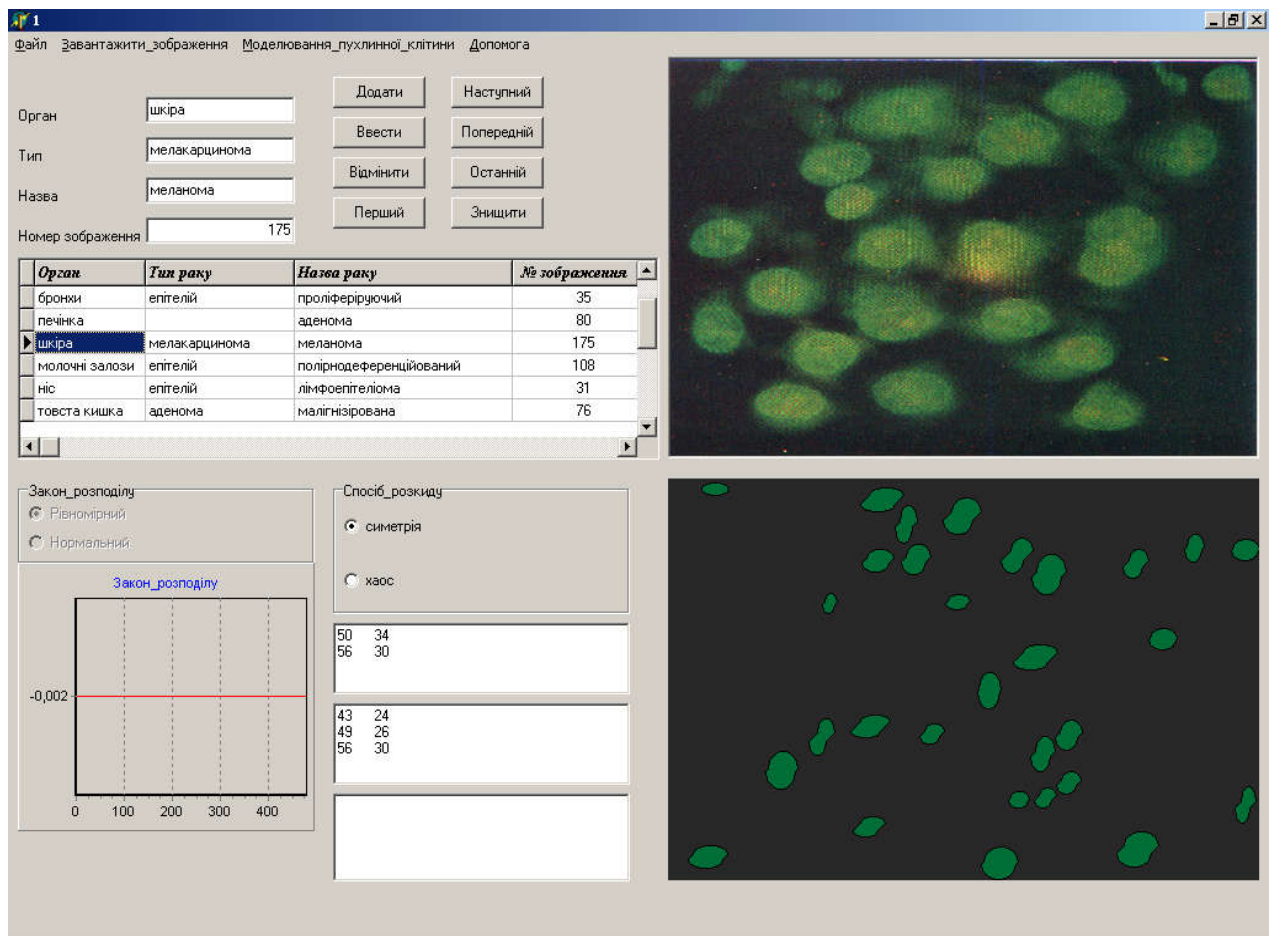 1
Файл Завантажити_зображення Моделювання_пухлинної_клітини Допомога
Орган шкіра
Тип мелакарцинома
Назва меланома
Номер зображення 175
Додати Наступний
Ввести Попередній
Відмінити Останній
Перший Знищити
Орган Тип раку Назва раку № зображення
бронхи епітелій проліферіруючий 35
печінка аденома 80
шкіра мелакарцинома меланома 175
молочні залози епітелій полірнодеференційований 108
ніс епітелій лімфоепітеліома 31
товста кишка аденома малігнізірована 76
Закон_розподілу
Рівномірний
Нормальний
Закон_розподілу
-0,002
0 100 200 300 400
Спосіб_розкиду
симетрія
хаос
50 34
56 30
43 24
49 26
56 30